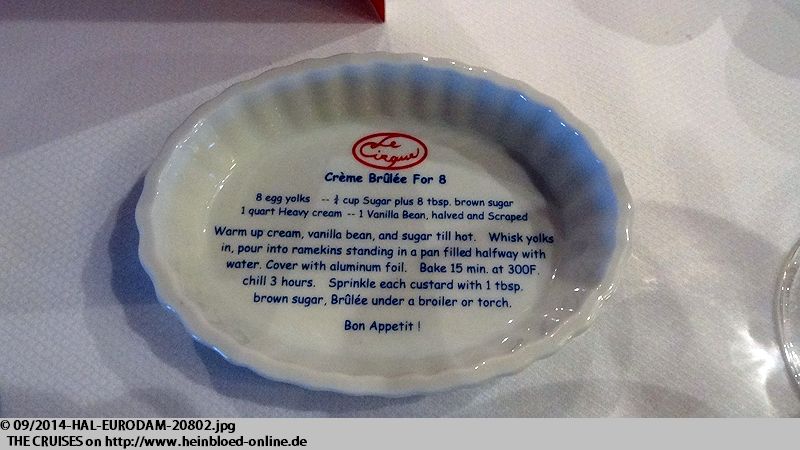 Le
Cirque
Crème Brûlée For 8
8 egg yolks -- ¾ cup Sugar plus 8 tbsp. brown sugar
1 quart Heavy cream -- 1 Vanilla Bean, halved and Scraped
Warm up cream, vanilla bean, and sugar till hot. Whisk yolks
in, pour into ramekins standing in a pan filled halfway with
water. Cover with aluminum foil. Bake 15 min. at 300F.
chill 3 hours. Sprinkle each custard with 1 tbsp.
brown sugar, Brûlée under a broiler or torch.
Bon Appetit !
© 09/2014-HAL-EURODAM-20802.jpg
THE CRUISES on http://www.heinbloed-online.de